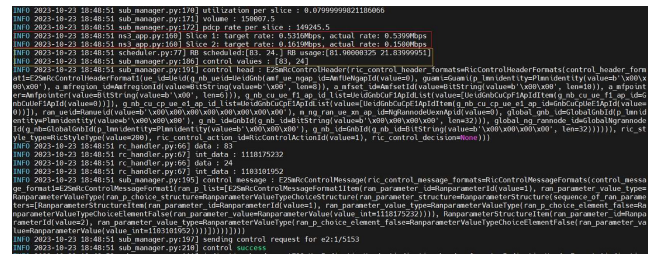 INFO 2023-10-23 18:48:51 sub_manager.py:170] utilization per slice : 0.07999999821186066
INFO 2023-10-23 18:48:51 sub_manager.py:171] volume : 150007.5
INFO 2023-10-23 18:48:51 sub_manager.py:172] pdcp rate per slice : 149245.5
INFO 2023-10-23 18:48:51 ns3_app.py:160] Slice 1: target rate: 0.5316Mbps, actual rate: 0.5399Mbps
INFO 2023-10-23 18:48:51 ns3_app.py:160] Slice 2: target rate: 0.1619Mbps, actual rate: 0.1500Mbps
INFO 2023-10-23 18:48:51 scheduler.py:77] RB scheduled:[83. 24.] RB usage:[81.90000325 21.83999951]
INFO 2023-10-23 18:48:51 sub_manager.py:186] control values : [83, 24]
INFO 2023-10-23 18:48:51 sub_manager.py:191] control head : E2SmRcControlHeader(ric_control_header_formats=RicControlHeaderFormats(control_header_form
at1=E2SmRcControlHeaderFormat1(ue_id=Ueid(g_nb_ueid=UeidGnb(amf_ue_ngap_id=AmfUeNgapId(value=0), guami=Guami(p_lmnidentity=Plmnidentity(value=b'\x00\x
00\x00'), a_mfregion_id=AmfregionId(value=BitString(value=b'\x00', len=8)), a_mfset_id=AmfsetId(value=BitString(value=b'\x00\x00', len=10)), a_mfpoint
er=Amfpointer(value=BitString(value=b'\x00', len=6))), g_nb_cu_ue_f1_ap_id_list=UeidGnbCuF1ApIdList(value=[UeidGnbCuCpF1ApIdItem(g_nb_cu_ue_f1_ap_id=G
nbCuUeF1ApId(value=0))]), g_nb_cu_cp_ue_e1_ap_id_list=UeidGnbCuCpE1ApIdList(value=[UeidGnbCuCpE1ApIdItem(g_nb_cu_cp_ue_e1_ap_id=GnbCuCpUeE1ApId(value=
0))]), ran_ueid=Ranueid(value=b'\x00\x00\x00\x00\x00\x00\x00\x00'), m_ng_ran_ue_xn_ap_id=NgRannodeUexnApid(value=0), global_gnb_id=GlobalGnbId(p_lmnid
entity=PlmnIdentity(value=b'\x00\x00\x00'), g_nb_id=GnbId(g_nb_id=BitString(value=b'\x00\x00\x00\x00', len=32))), global_ng_rannode_id=GlobalNgrannode
Id(g_nb=GlobalGnbId(p_lmnidentity=PlmnIdentity(value=b'\x00\x00\x00'), g_nb_id=GnbId(g_nb_id=BitString(value=b'\x00\x00\x00\x00', len=32)))))), ric_st
yle_type=RicStyleType(value=200), ric_control_action_id=RicControlActionId(value=1), ric_control_decision=None)))
INFO 2023-10-23 18:48:51 rc_handler.py:66] data : 83
INFO 2023-10-23 18:48:51 rc_handler.py:67] int_data : 1118175232
INFO 2023-10-23 18:48:51 rc_handler.py:66] data : 24
INFO 2023-10-23 18:48:51 rc_handler.py:67] int_data : 1103101952
INFO 2023-10-23 18:48:51 sub_manager.py:195] control message : E2SmRcControlMessage(ric_control_message_formats=RicControlMessageFormats(control_messa
ge_format1=E2SmRcControlMessageFormat1(ran_p_list=[E2SmRcControlMessageFormat1Item(ran_parameter_id=RanparameterId(value=1), ran_parameter_value_type=
RanparameterValueType(ran_p_choice_structure=RanparameterValueTypeChoiceStructure(ran_parameter_structure=RanparameterStructure(sequence_of_ran_parame
ters=[RanparameterStructureItem(ran_parameter_id=RanparameterId(value=1), ran_parameter_value_type=RanparameterValueType(ran_p_choice_element_false=Ra
nparameterValueTypeChoiceElementFalse(ran_parameter_value=RanparameterValue(value_int=1118175232)))), RanparameterStructureItem(ran_parameter_id=Ranpa
rameterId(value=2), ran_parameter_value_type=RanparameterValueType(ran_p_choice_element_false=RanparameterValueTypeChoiceElementFalse(ran_parameter_va
lue=RanparameterValue(value_int=1103101952))))]))))]))))
INFO 2023-10-23 18:48:51 sub_manager.py:197] sending control request for e2:1/5153
INFO 2023-10-23 18:48:51 sub_manager.py:210] control success